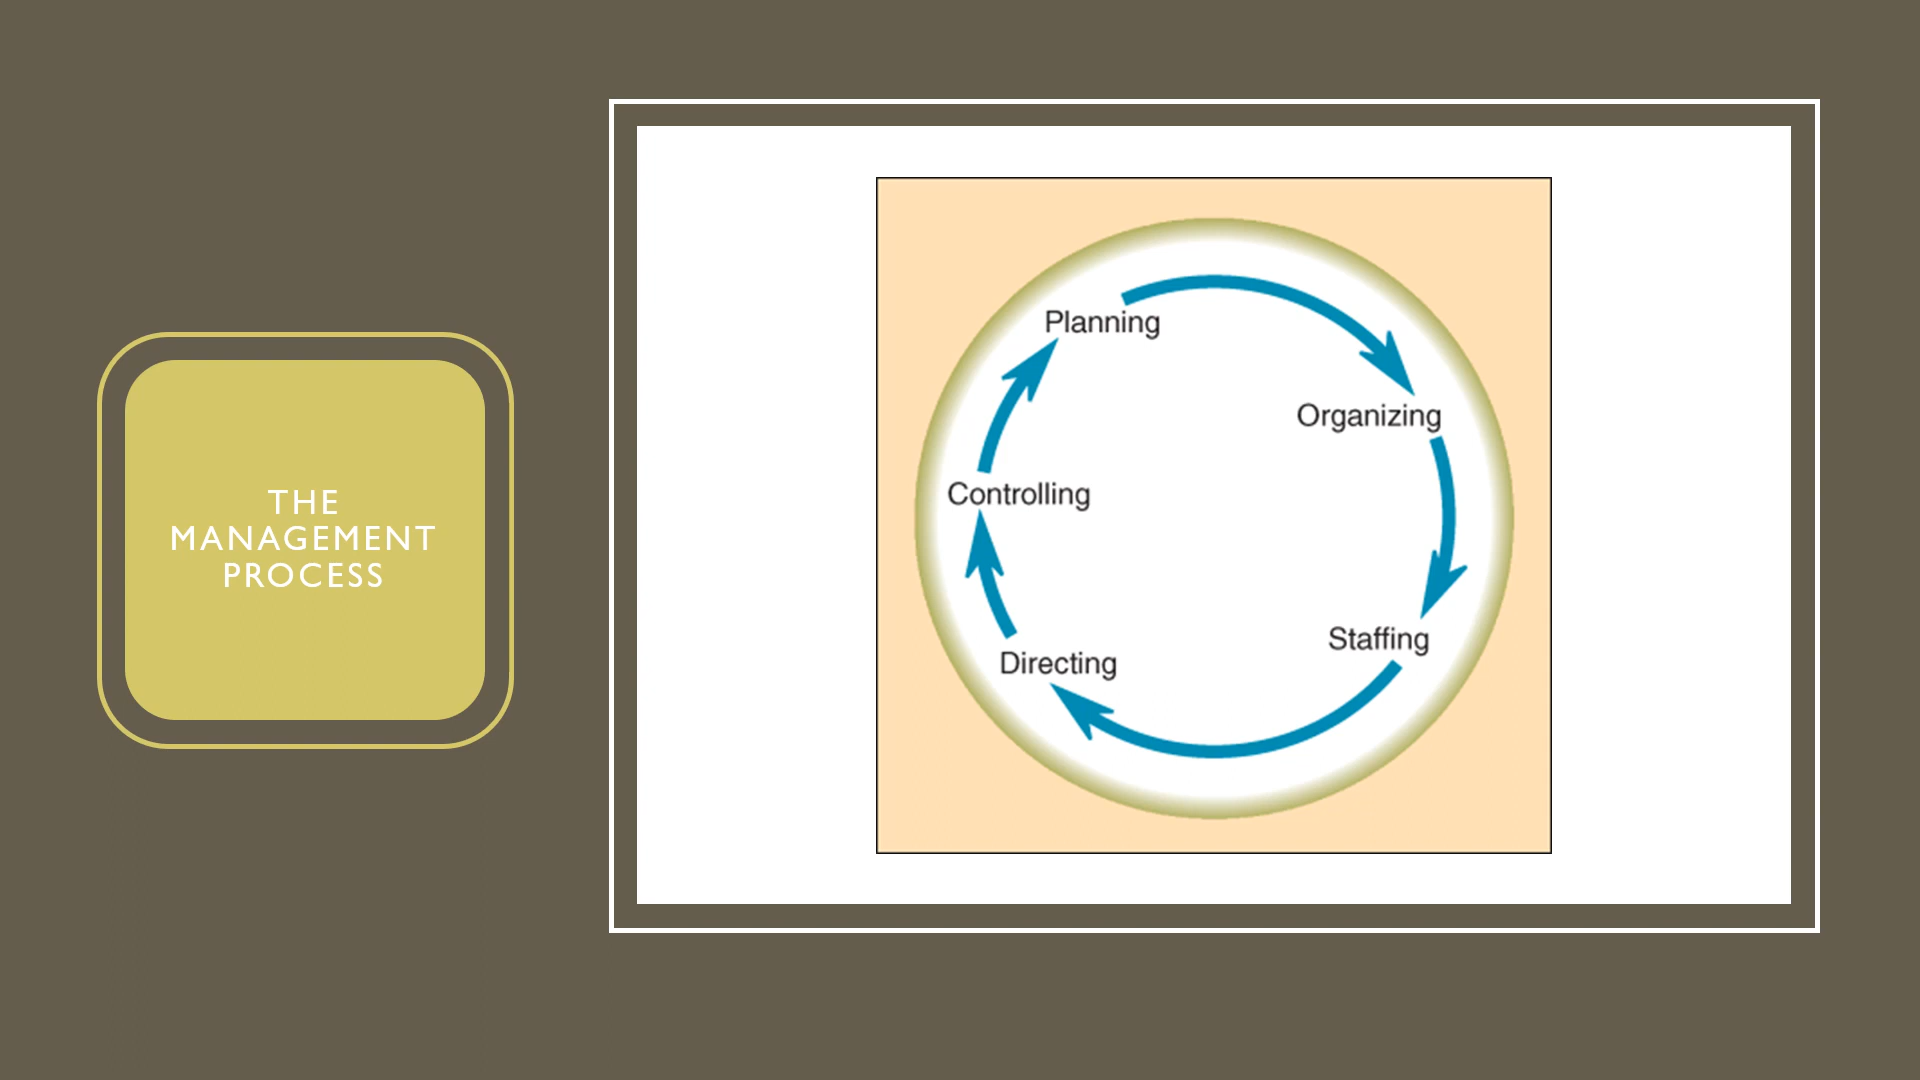 THE
MANAGEMENT
PROCESS
Planning
Organizing
Controlling
Staffing
Directing